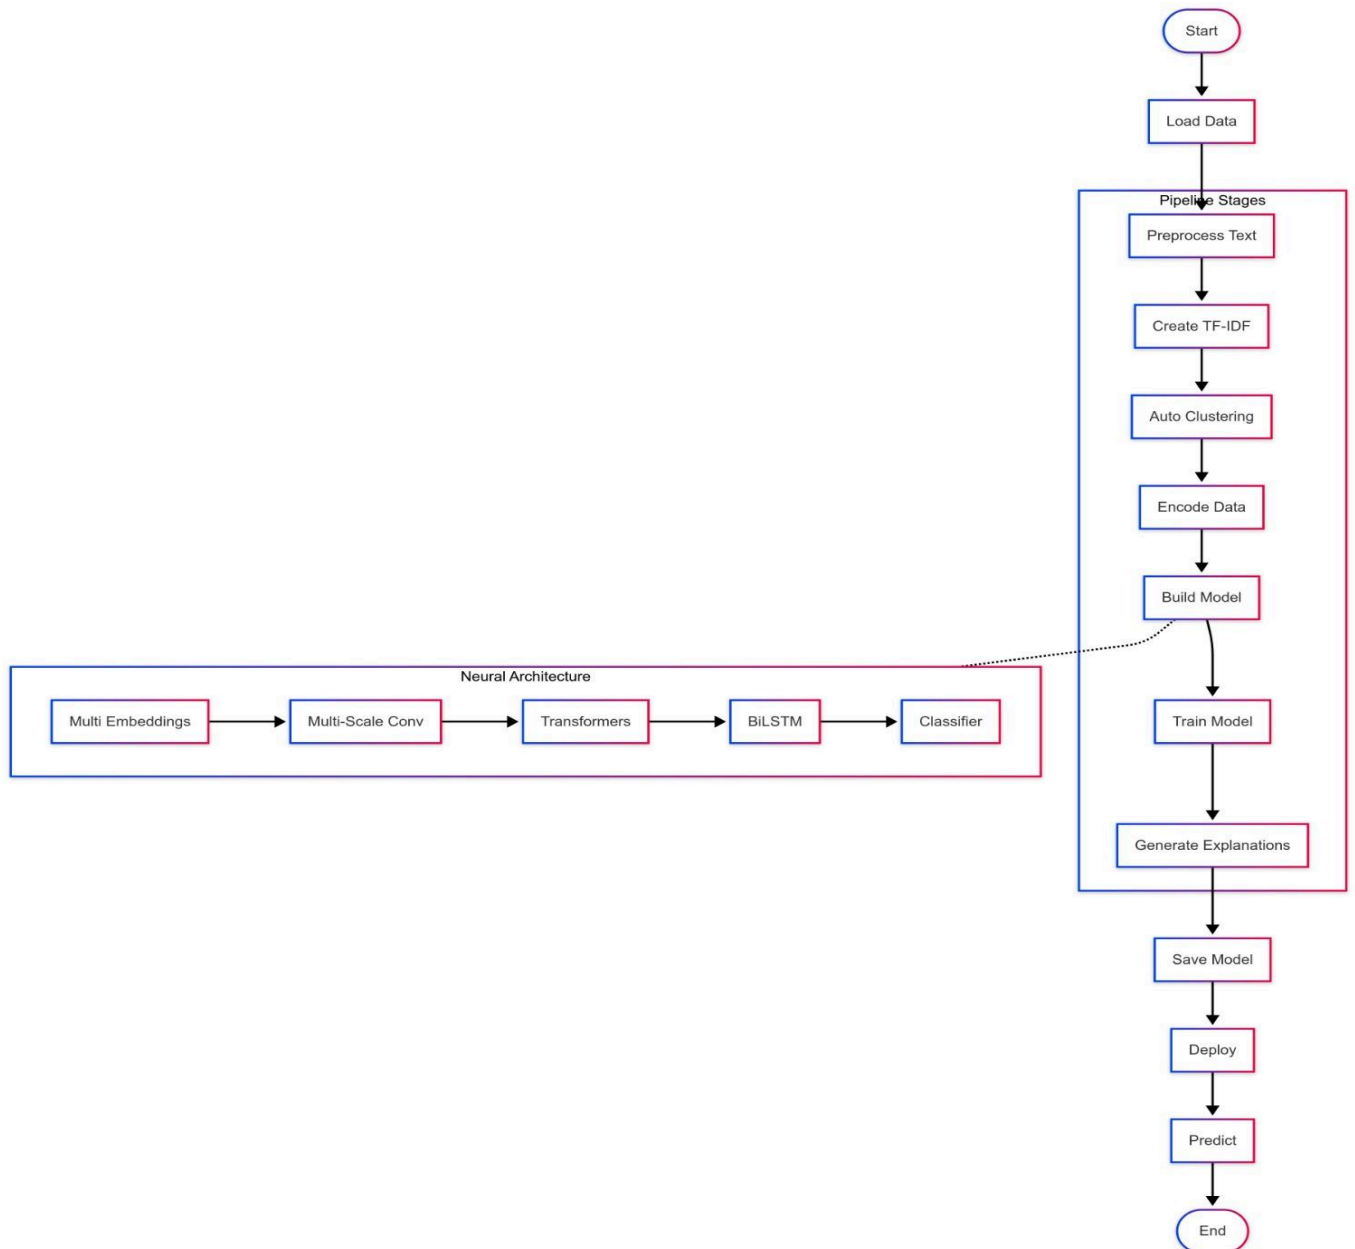 Start
Load Data
Pipeline Stages
Preprocess Text
Create TF-IDF
Auto Clustering
Encode Data
Build Model
Neural Architecture
Multi Embeddings
Multi-Scale Conv
Transformers
BiLSTM
Classifier
Train Model
Generate Explanations
Save Model
Deploy
Predict
End